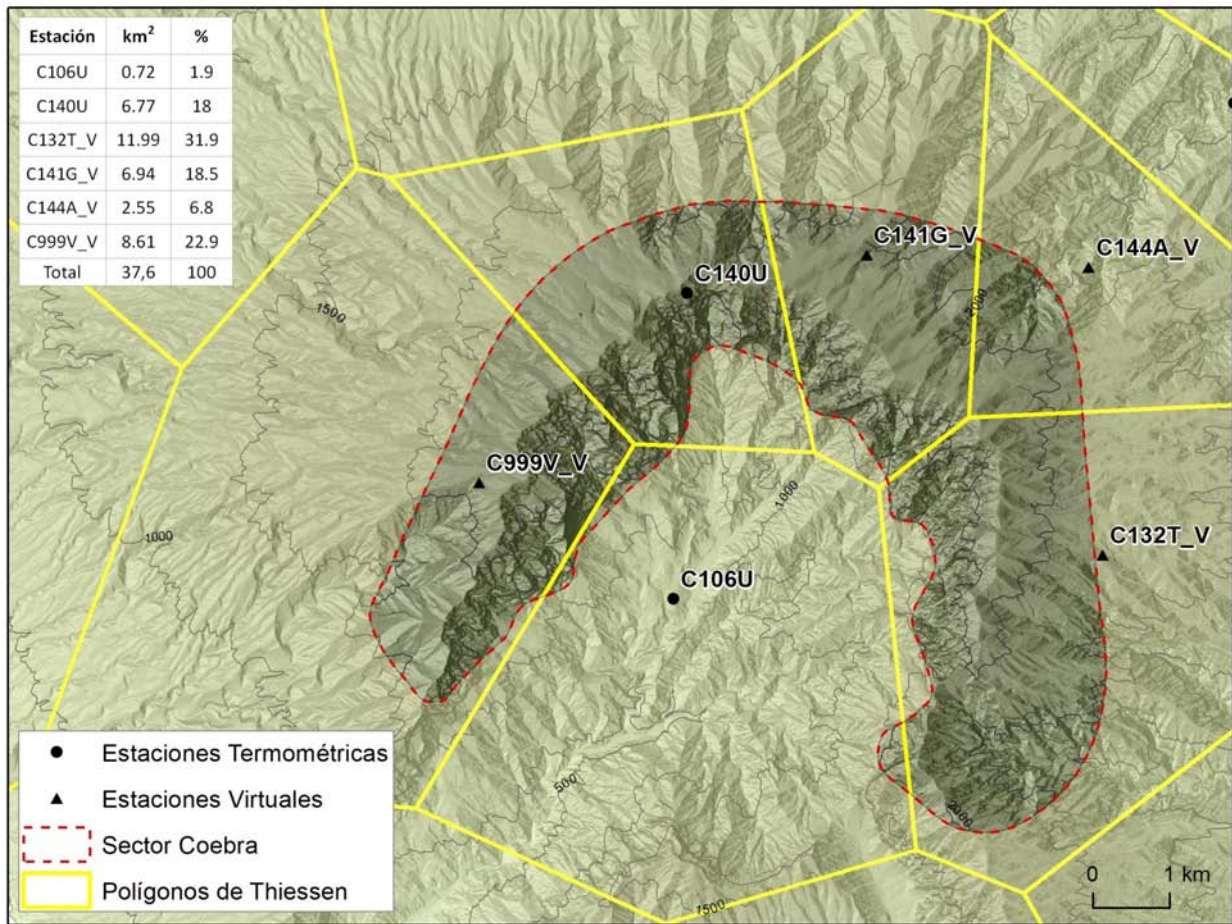 Estación km² %
C106U 0.72 1.9
C140U 6.77 18
C132T_V 11.99 31.9
C141G_V 6.94 18.5
C144A_V 2.55 6.8
C999V_V 8.61 22.9
Total 37,6 100
C141G_V
C144A_V
C140U
2000
1500
C999V_V
1000
1000
C132T_V
C106U
500
2000
1500
Estaciones Termométricas
Estaciones Virtuales
Sector Coebra
Polígonos de Thiessen
0 1 km